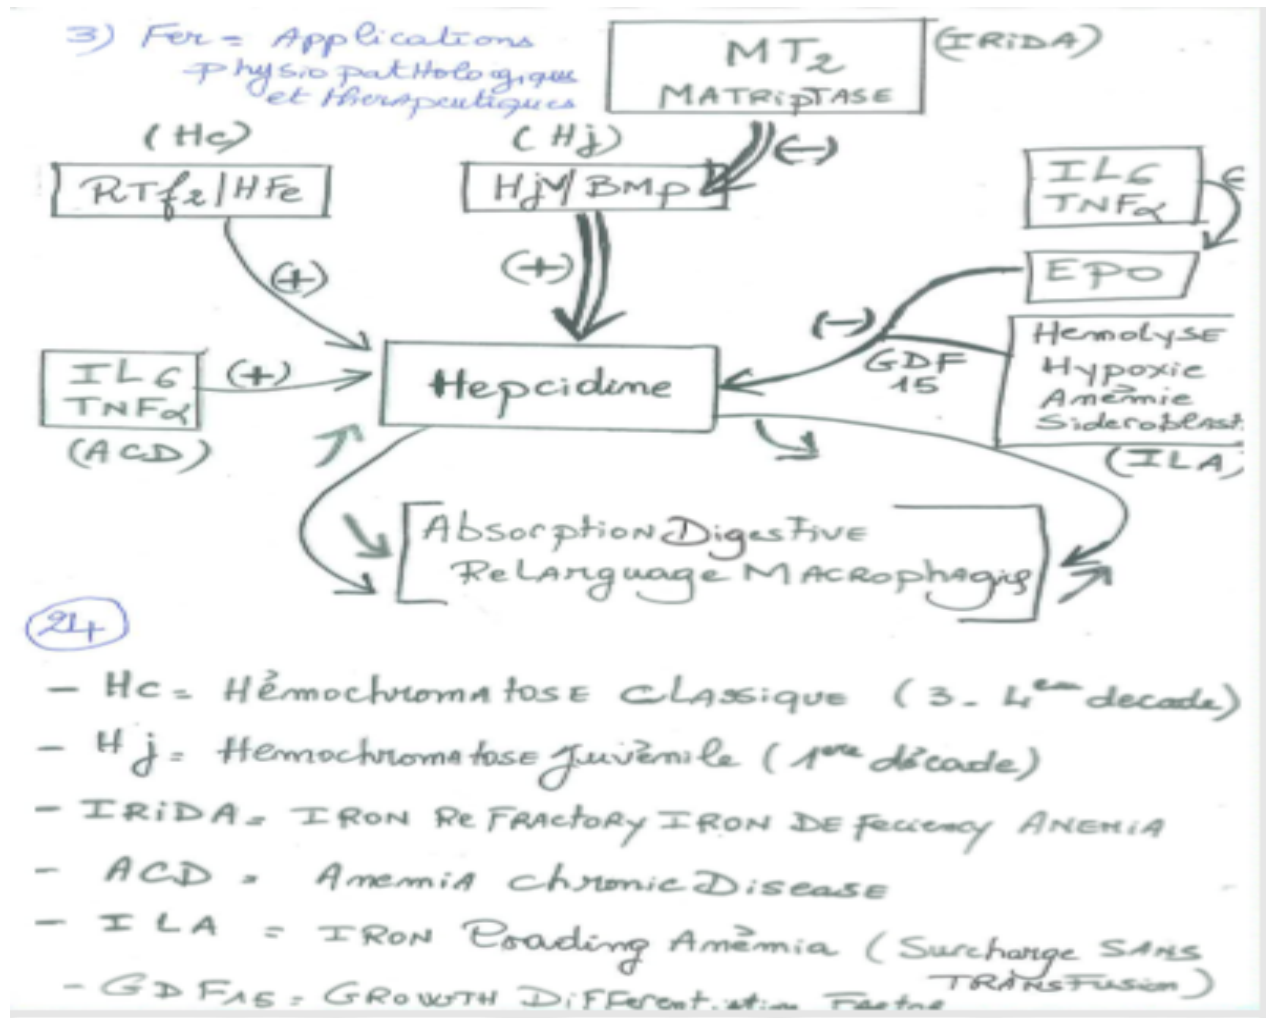 3) Fer = Applications
physiopathologiques
et therapeutiques
MT2
MATRIPTASE
(IRiDA)
(Hc)
RTf2/HFe
(Hj)
HjV/BMp
(-)
IL6
TNFα
EPO
(+)
(+)
(-)
GDF
15
Hemolyse
Hypoxie
Anémie
Sideroblast
(ILA)
IL6
TNFα
(+)
(ACD)
Hepcidine
Absorption Digestive
Relarguage MACROphagiq
24
- Hc = Hémochromatose CLAssique (3-4eme decade)
- Hj = Hemochromatose Juvénile (1ere décade)
- IRiDA = IRON ReFRActoRY IRON DEFeciency ANEMiA
- ACD = AnemiA chronic Disease
- ILA = IRON Loading Anémia (Surcharge SANS
TRANSFusion)
- GDF15 = GROWTH DiFFerentiation Factor